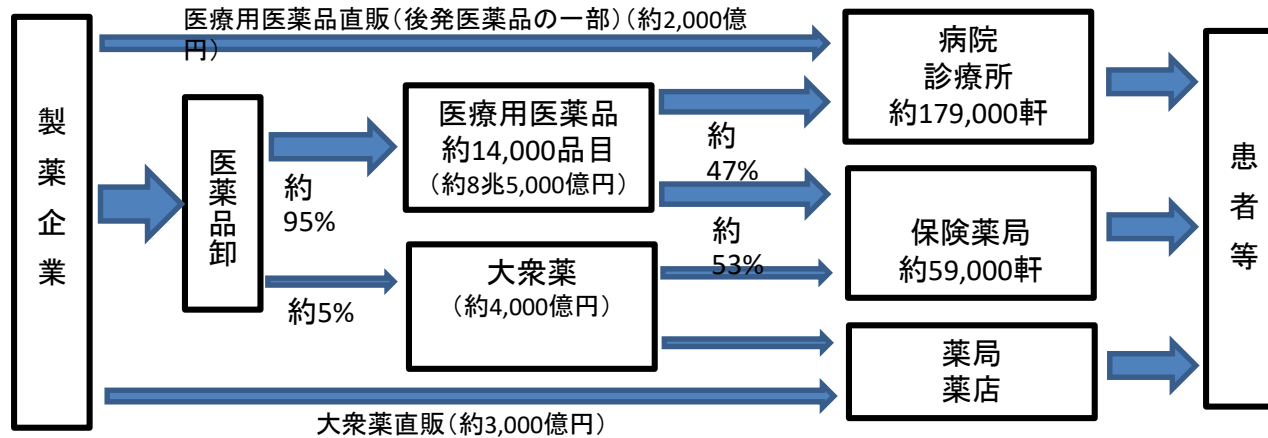 医療用医薬品直販（後発医薬品の一部）（約2,000億
円）
製薬企業
医薬品卸
約
95%
約5%
医療用医薬品
約14,000品目
（約8兆5,000億円）
大衆薬
（約4,000億円）
約
47%
約
53%
病院
診療所
約179,000軒
保険薬局
約59,000軒
薬局
薬店
患者等
大衆薬直販（約3,000億円）